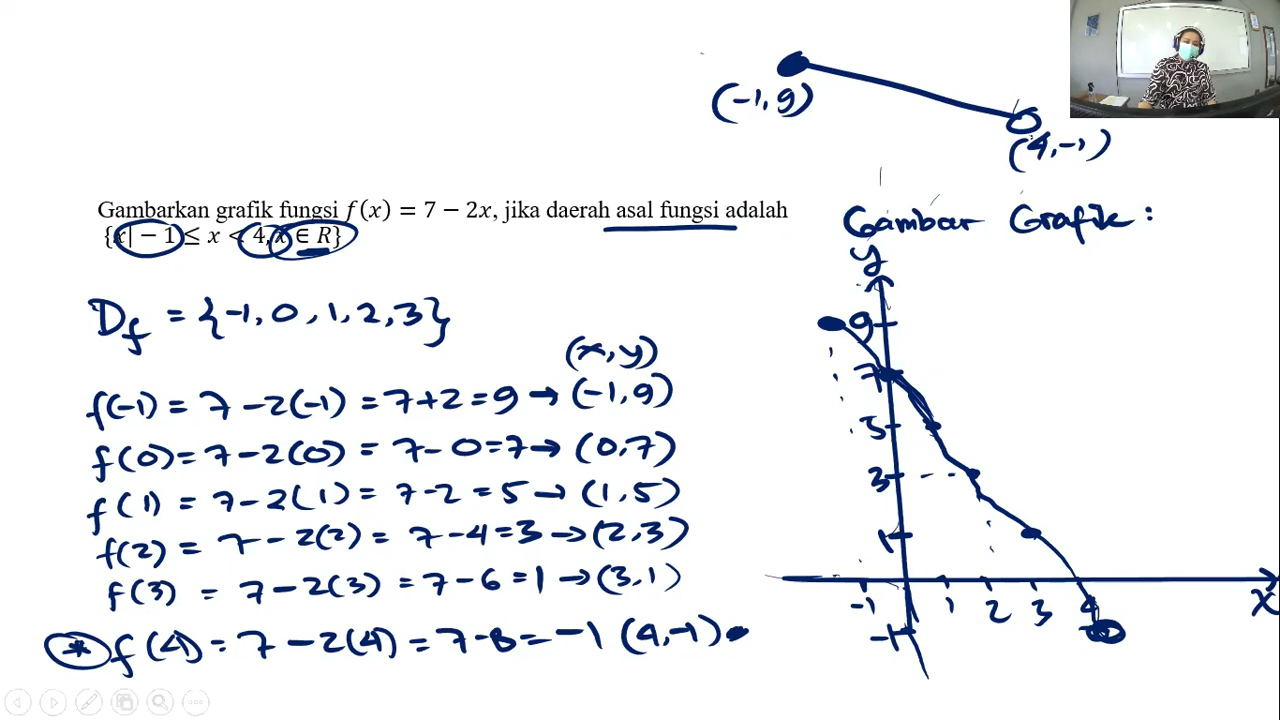 (-1, 9)
(4, -1)
Gambarkan grafik fungsi f(x) = 7 − 2x, jika daerah asal fungsi adalah
{x| − 1 ≤ x < 4, x ∈ R}
Gambar Grafik :
D_f = {-1, 0, 1, 2, 3}
(x, y)
f(-1) = 7 - 2(-1) = 7 + 2 = 9 → (-1, 9)
f(0) = 7 - 2(0) = 7 - 0 = 7 → (0, 7)
f(1) = 7 - 2(1) = 7 - 2 = 5 → (1, 5)
f(2) = 7 - 2(2) = 7 - 4 = 3 → (2, 3)
f(3) = 7 - 2(3) = 7 - 6 = 1 → (3, 1)
* f(4) = 7 - 2(4) = 7 - 8 = -1 (4, -1)
y
9
7
5
3
1
-1 1 2 3 4 x
-1